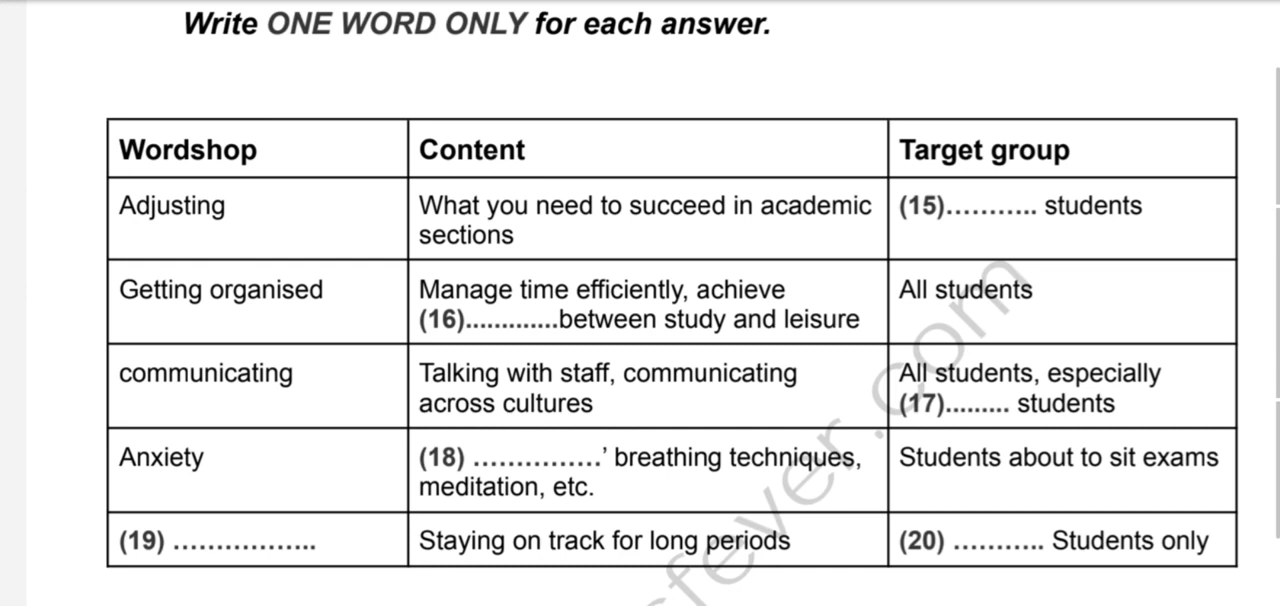 Write ONE WORD ONLY for each answer.
Wordshop Content Target group
Adjusting What you need to succeed in academic (15)........... students
sections
Getting organised Manage time efficiently, achieve All students
(16).............between study and leisure
communicating Talking with staff, communicating All students, especially
across cultures (17)......... students
Anxiety (18) ...............’ breathing techniques, Students about to sit exams
meditation, etc.
(19) ................. Staying on track for long periods (20) ........... Students only
fever.com